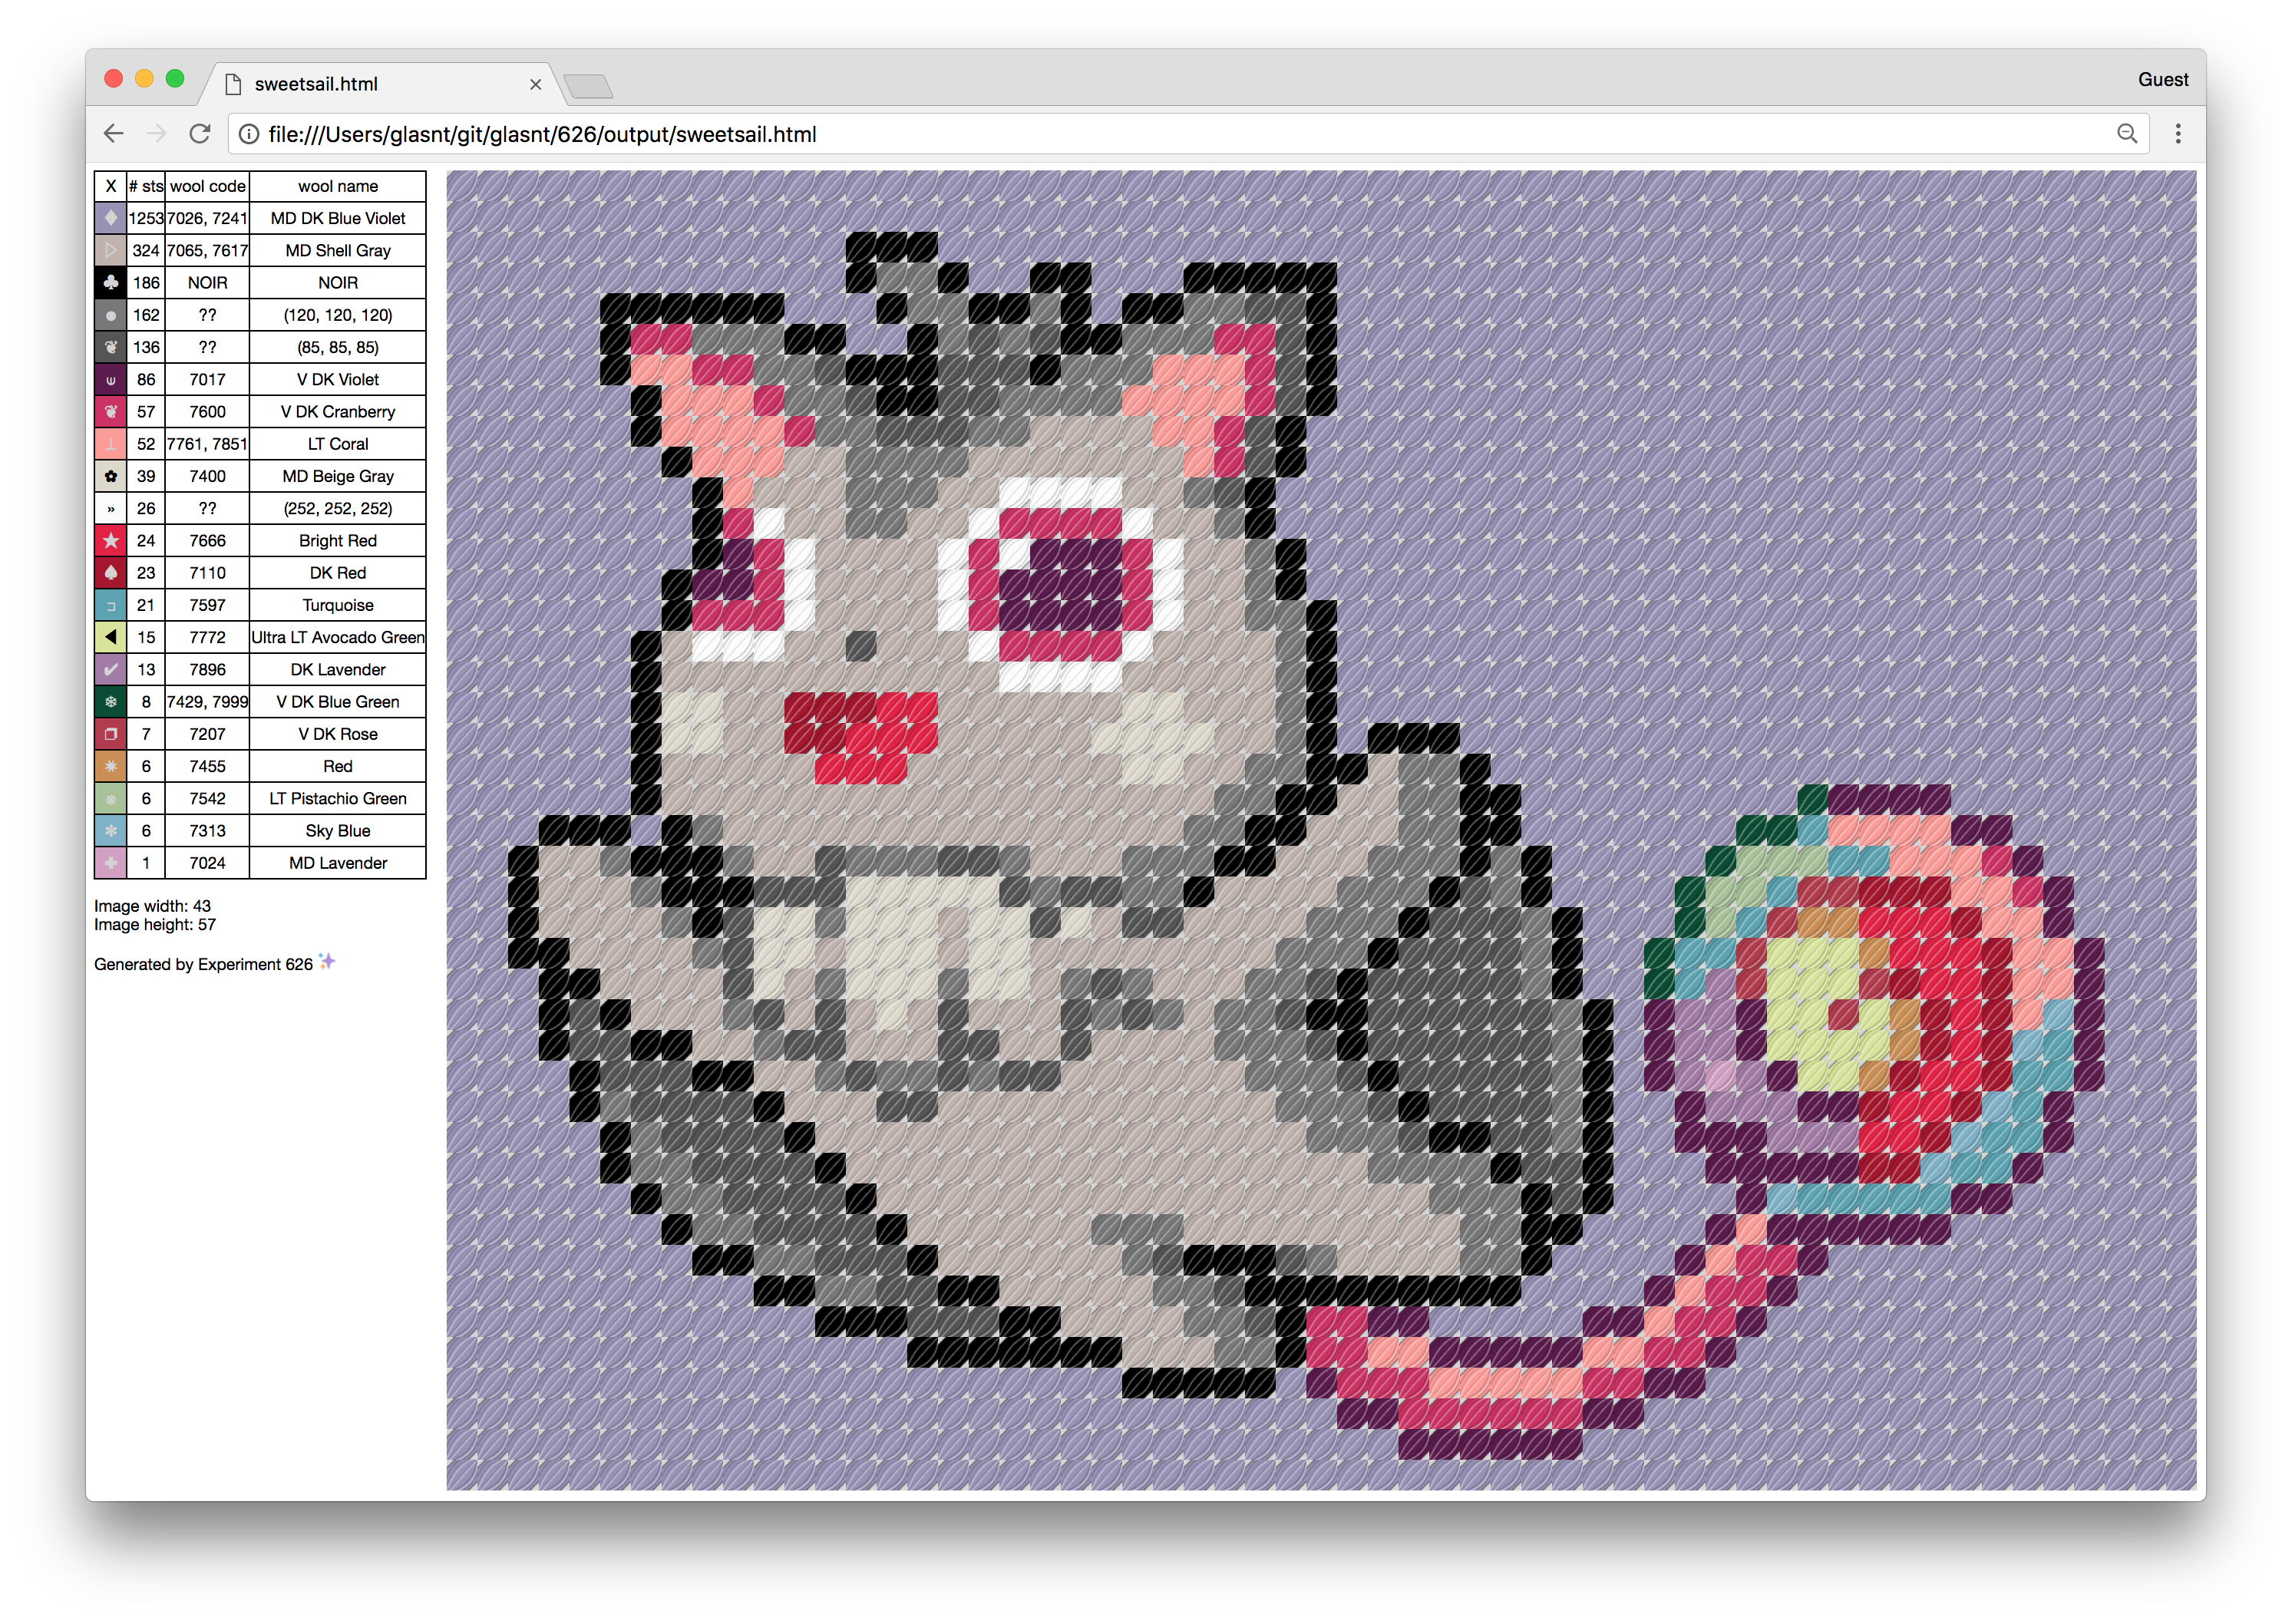 sweetsail.html
Guest
file:///Users/glasnt/git/glasnt/626/output/sweetsail.html
X # sts wool code wool name
1253 7026, 7241 MD DK Blue Violet
324 7065, 7617 MD Shell Gray
186 NOIR NOIR
162 ?? (120, 120, 120)
136 ?? (85, 85, 85)
86 7017 V DK Violet
57 7600 V DK Cranberry
52 7761, 7851 LT Coral
39 7400 MD Beige Gray
» 26 ?? (252, 252, 252)
24 7666 Bright Red
23 7110 DK Red
21 7597 Turquoise
15 7772 Ultra LT Avocado Green
13 7896 DK Lavender
8 7429, 7999 V DK Blue Green
7 7207 V DK Rose
6 7455 Red
6 7542 LT Pistachio Green
6 7313 Sky Blue
1 7024 MD Lavender
Image width: 43
Image height: 57
Generated by Experiment 626 ✨